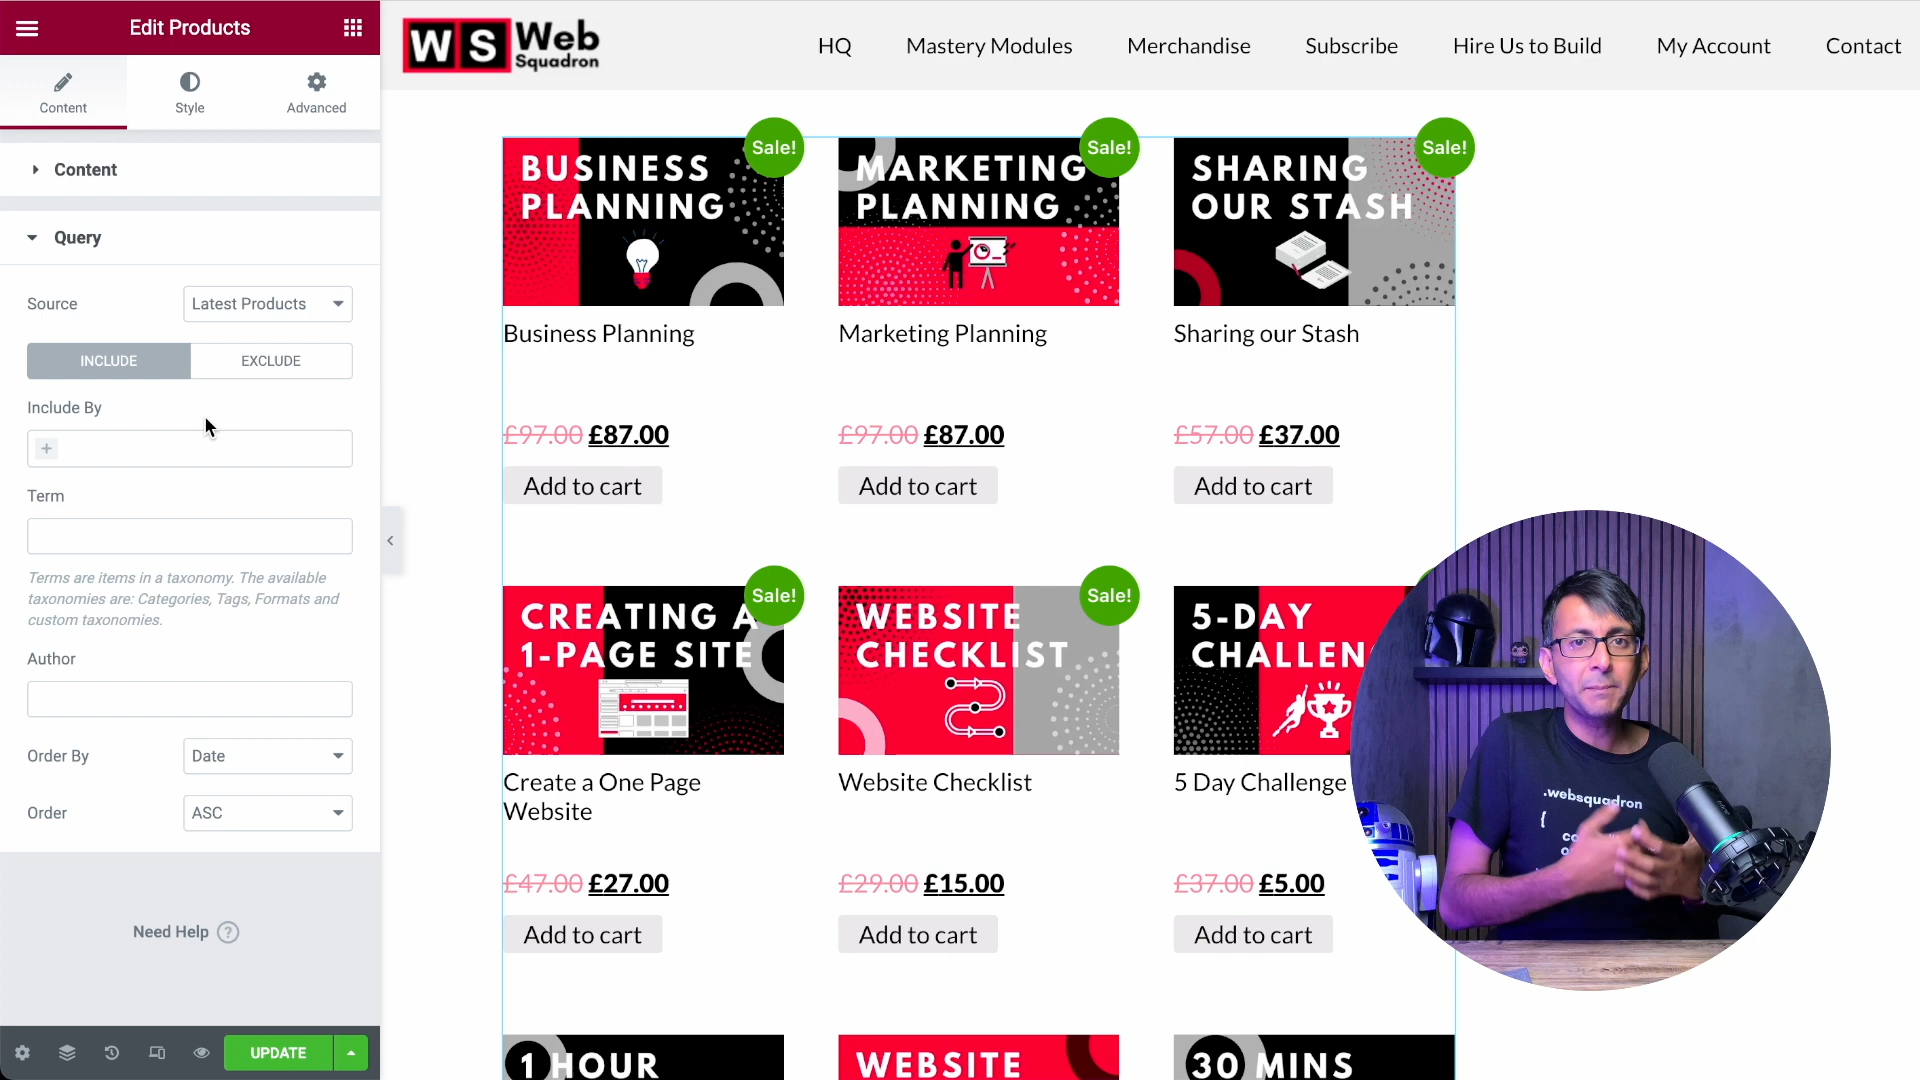 Edit Products
WS Web Squadron
HQ
Mastery Modules
Merchandise
Subscribe
Hire Us to Build
My Account
Contact
Content
Style
Advanced
Content
Query
Source
Latest Products
INCLUDE
EXCLUDE
Include By
+
Term
Terms are items in a taxonomy. The available
taxonomies are: Categories, Tags, Formats and
custom taxonomies.
Author
Order By
Date
Order
ASC
Need Help ?
UPDATE
BUSINESS
PLANNING
Sale!
MARKETING
PLANNING
Sale!
SHARING
OUR STASH
Sale!
Business Planning
Marketing Planning
Sharing our Stash
£97.00 £87.00
£97.00 £87.00
£57.00 £37.00
Add to cart
Add to cart
Add to cart
CREATING A
1-PAGE SITE
Sale!
WEBSITE
CHECKLIST
Sale!
5-DAY
CHALLEN
Create a One Page
Website
Website Checklist
5 Day Challenge
£47.00 £27.00
£29.00 £15.00
£37.00 £5.00
Add to cart
Add to cart
Add to cart
1 HOUR
WEBSITE
30 MINS
.websquadron
{